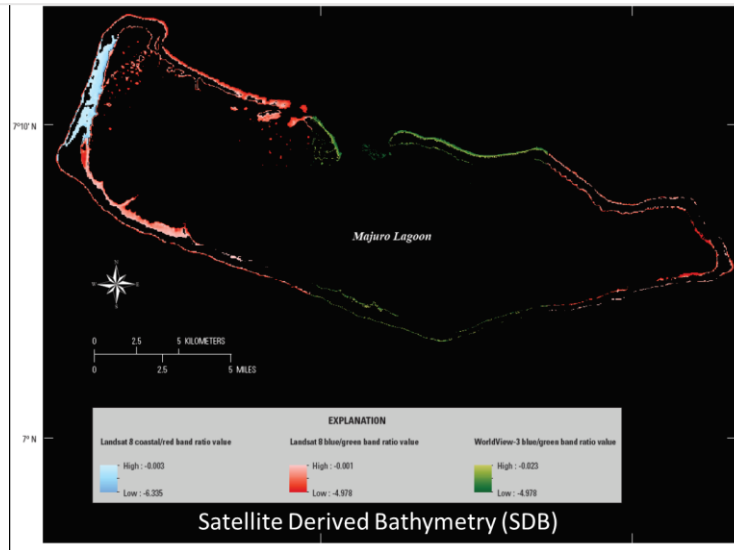 7°10' N
Majuro Lagoon
N
W
E
S
0 2.5 5 KILOMETERS
0 2.5 5 MILES
EXPLANATION
Landsat 8 coastal/red band ratio value
High : -0.003
Low : -6.335
Landsat 8 blue/green band ratio value
High : -0.001
Low : -4.978
WorldView-3 blue/green band ratio value
High : -0.023
Low : -4.978
7° N
Satellite Derived Bathymetry (SDB)